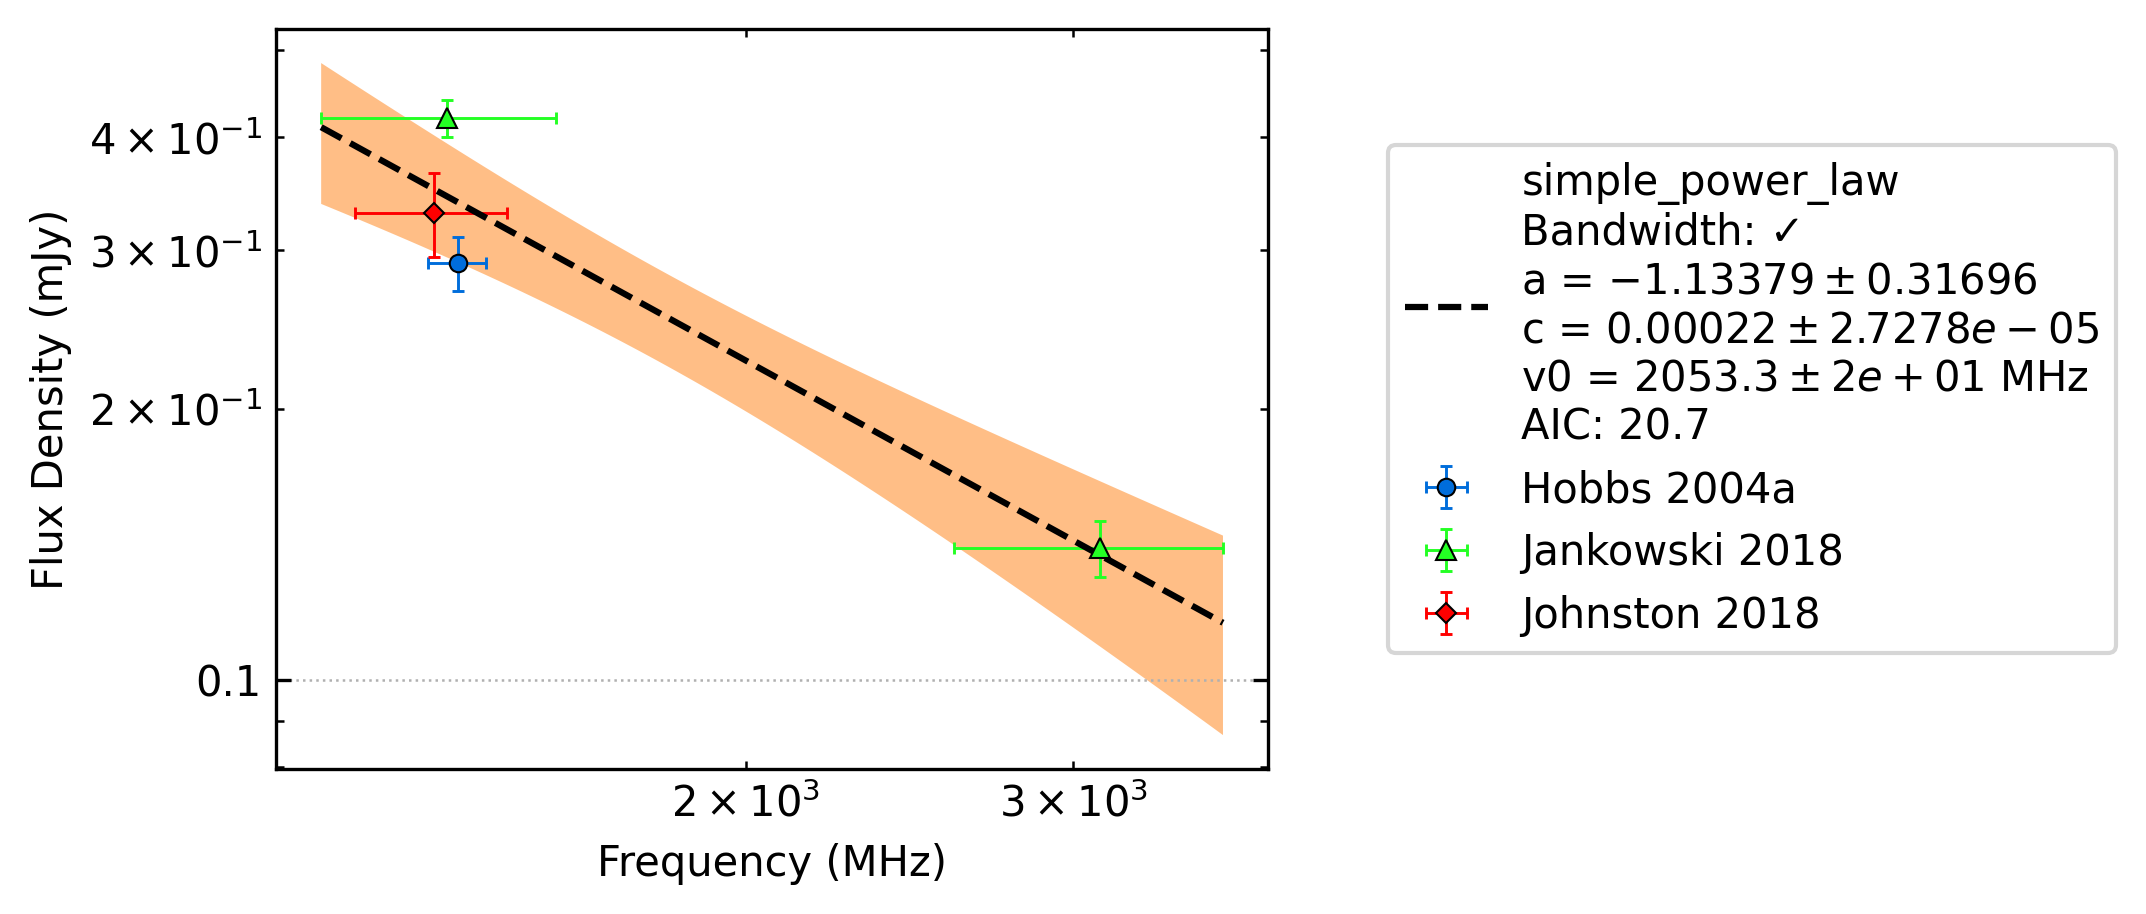 4 × 10⁻¹
3 × 10⁻¹
2 × 10⁻¹
0.1
Flux Density (mJy)
2 × 10³
3 × 10³
Frequency (MHz)
simple_power_law
Bandwidth: ✓
a = −1.13379 ± 0.31696
c = 0.00022 ± 2.7278e − 05
v0 = 2053.3 ± 2e + 01 MHz
AIC: 20.7
Hobbs 2004a
Jankowski 2018
Johnston 2018